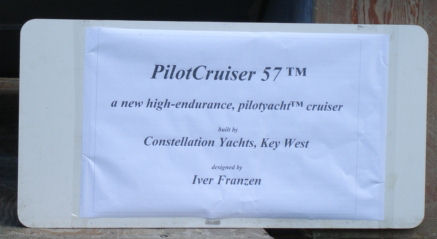 PilotCruiser 57™
a new high-endurance, pilotyacht™ cruiser
built by
Constellation Yachts, Key West
designed by
Iver Franzen